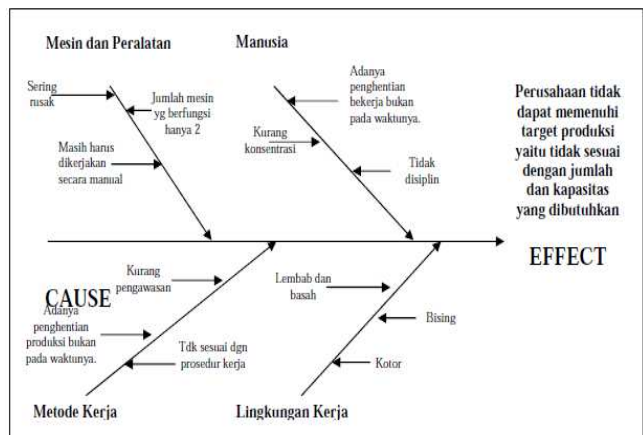 Mesin dan Peralatan
Manusia
Sering
rusak
Jumlah mesin
yg berfungsi
hanya 2
Masih harus
dikerjakan
secara manual
Adanya
penghentian
bekerja bukan
pada waktunya.
Kurang
konsentrasi
Tidak
disiplin
Perusahaan tidak
dapat memenuhi
target produksi
yaitu tidak sesuai
dengan jumlah
dan kapasitas
yang dibutuhkan
EFFECT
CAUSE
Kurang
pengawasan
Adanya
penghentian
produksi bukan
pada waktunya.
Tdk sesuai dgn
prosedur kerja
Lembab dan
basah
Bising
Kotor
Metode Kerja
Lingkungan Kerja